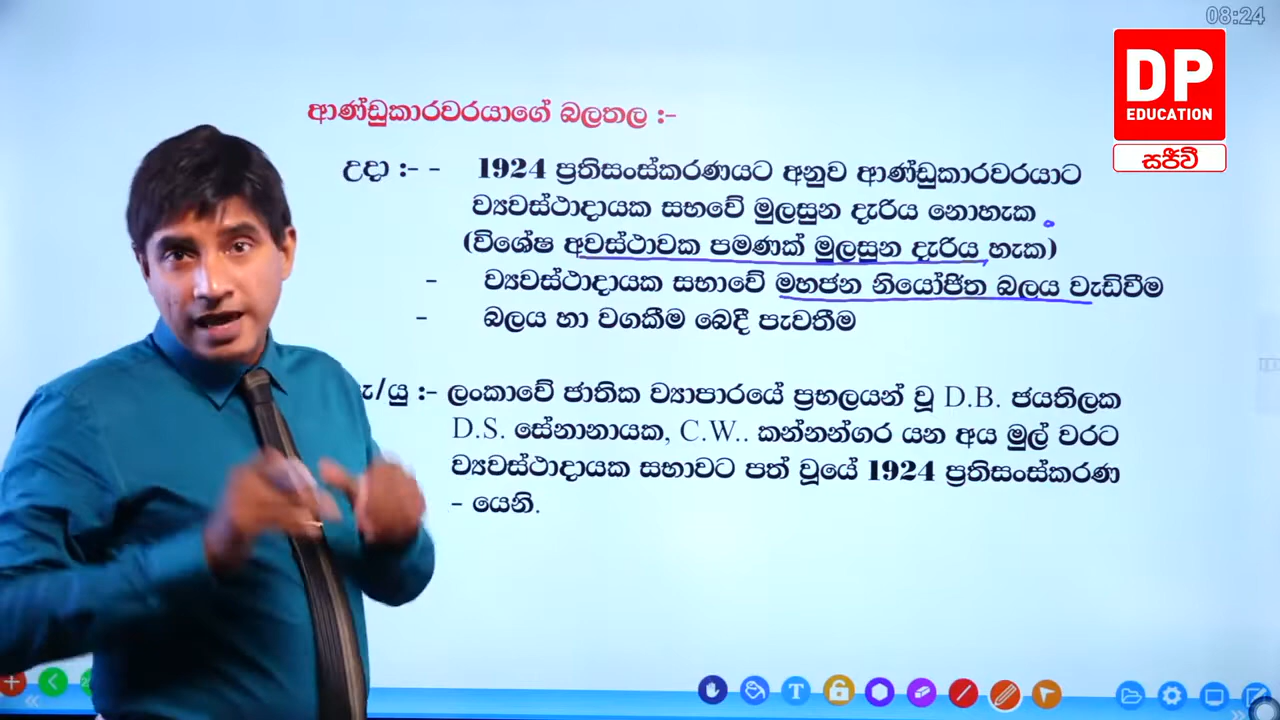 08:24
DP
EDUCATION
සජීවී
ආණ්ඩුකාරවරයාගේ බලතල :-
උදා :- - 1924 ප්‍රතිසංස්කරණයට අනුව ආණ්ඩුකාරවරයාට
ව්‍යවස්ථාදායක සභවේ මුලසුන දැරිය නොහැක
(විශේෂ අවස්ථාවක පමණක් මුලසුන දැරිය හැක)
- ව්‍යවස්ථාදායක සභාවේ මහජන නියෝජිත බලය වැඩිවීම
- බලය හා වගකීම බෙදී පැවතීම
/යු :- ලංකාවේ ජාතික ව්‍යාපාරයේ ප්‍රභලයන් වූ D.B. ජයතිලක
D.S. සේනානායක, C.W.. කන්නන්ගර යන අය මුල් වරට
ව්‍යවස්ථාදායක සභාවට පත් වූයේ 1924 ප්‍රතිසංස්කරණ
- යෙනි.